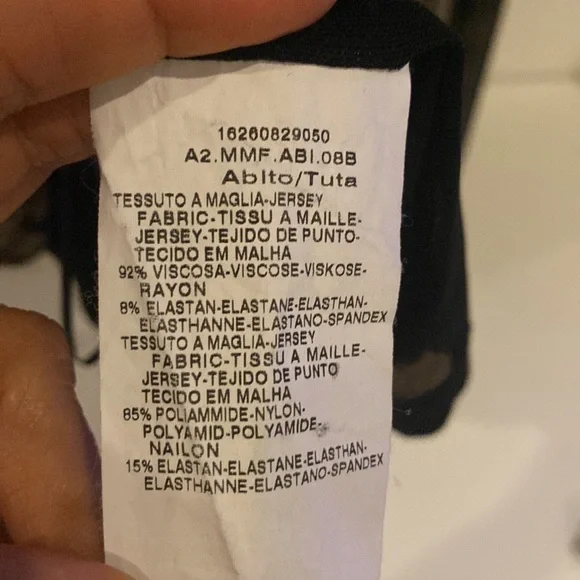 16260829050
A2.MMF.ABI.08B
Abito/Tuta
TESSUTO A MAGLIA-JERSEY
FABRIC-TISSU A MAILLE-
JERSEY-TEJIDO DE PUNTO-
TECIDO EM MALHA
92% VISCOSA-VISCOSE-VISKOSE-
RAYON
8% ELASTAN-ELASTANE-ELASTHAN-
ELASTHANNE-ELASTANO-SPANDEX
TESSUTO A MAGLIA-JERSEY
FABRIC-TISSU A MAILLE-
JERSEY-TEJIDO DE PUNTO
TECIDO EM MALHA
85% POLIAMMIDE-NYLON-
POLYAMID-POLYAMIDE-
NAILON
15% ELASTAN-ELASTANE-ELASTHAN-
ELASTHANNE-ELASTANO-SPANDEX